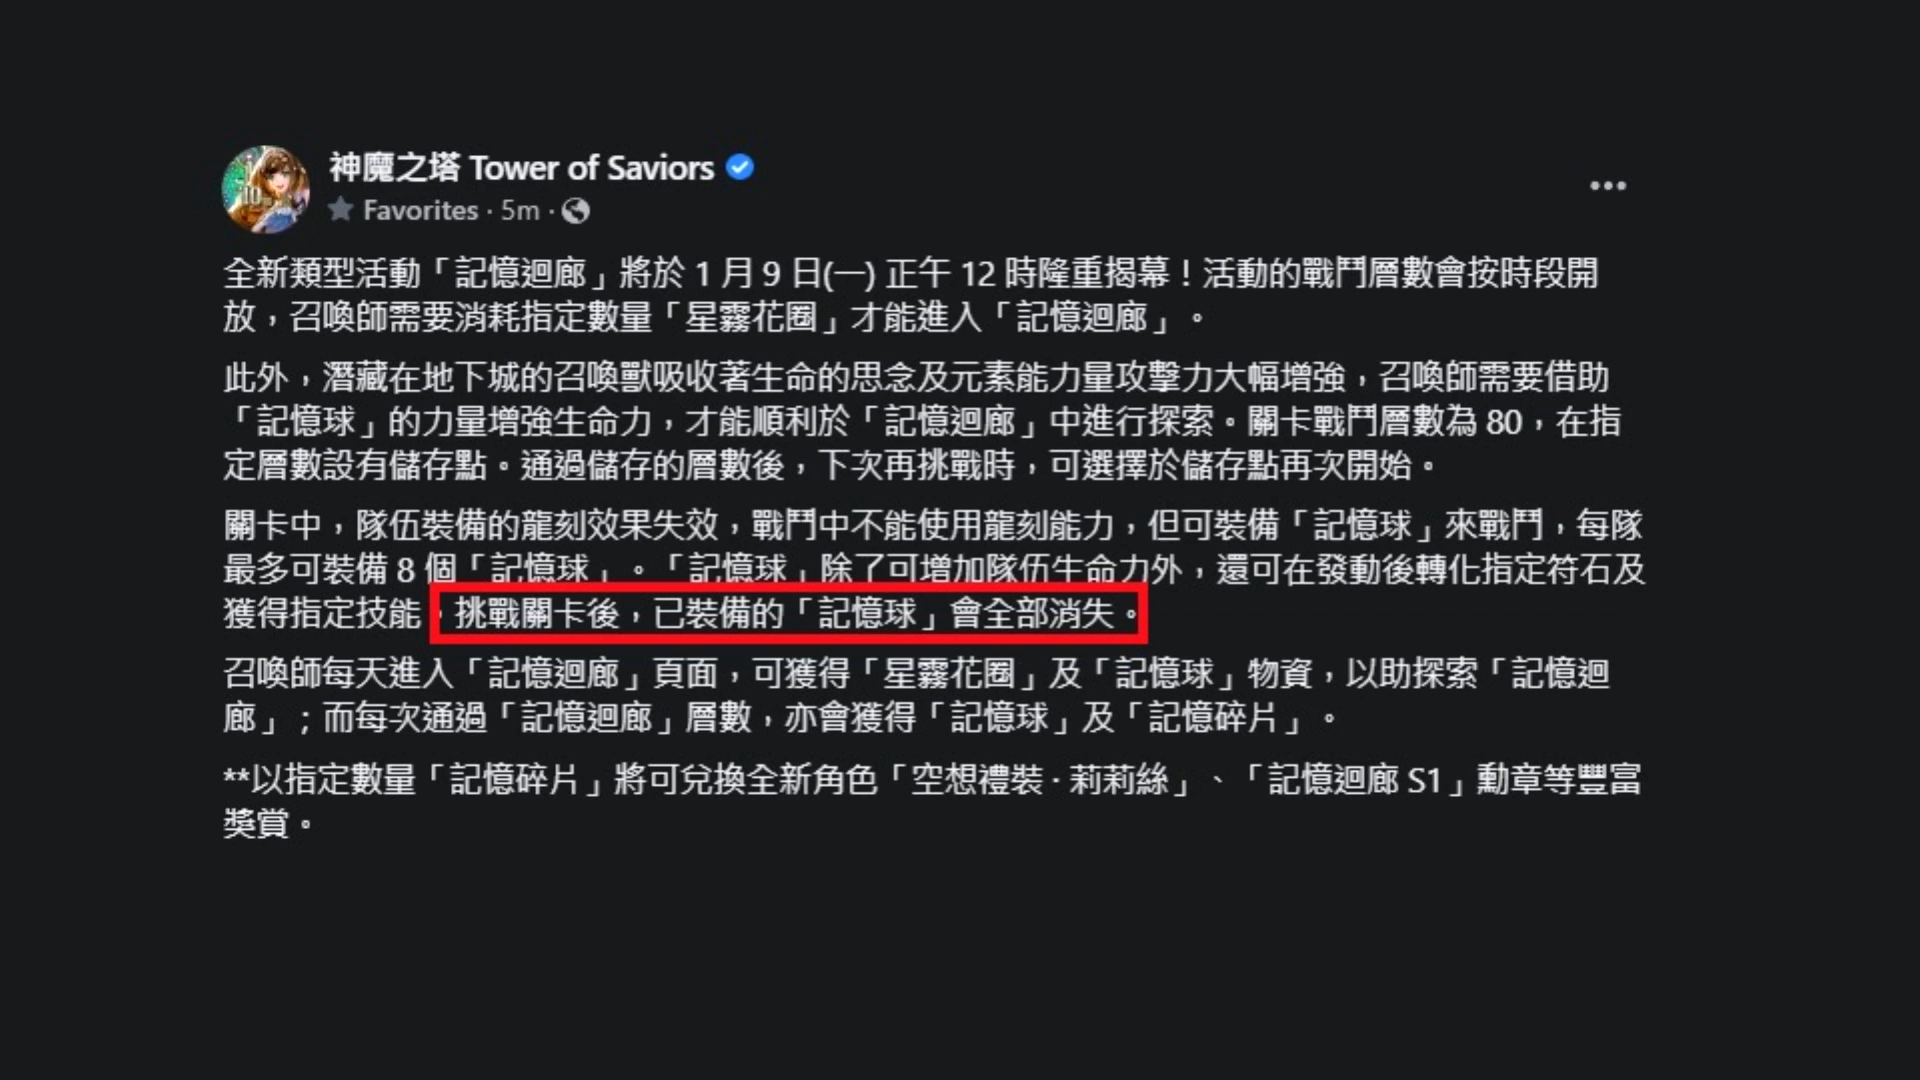 神魔之塔 Tower of Saviors
Favorites · 5m ·
全新類型活動「記憶迴廊」將於 1 月 9 日(一) 正午 12 時隆重揭幕！活動的戰鬥層數會按時段開
放，召喚師需要消耗指定數量「星霧花圈」才能進入「記憶迴廊」。
此外，潛藏在地下城的召喚獸吸收著生命的思念及元素能力量攻擊力大幅增強，召喚師需要借助
「記憶球」的力量增強生命力，才能順利於「記憶迴廊」中進行探索。關卡戰鬥層數為 80，在指
定層數設有儲存點。通過儲存的層數後，下次再挑戰時，可選擇於儲存點再次開始。
關卡中，隊伍裝備的龍刻效果失效，戰鬥中不能使用龍刻能力，但可裝備「記憶球」來戰鬥，每隊
最多可裝備 8 個「記憶球」。「記憶球」除了可增加隊伍生命力外，還可在發動後轉化指定符石及
獲得指定技能，挑戰關卡後，已裝備的「記憶球」會全部消失。
召喚師每天進入「記憶迴廊」頁面，可獲得「星霧花圈」及「記憶球」物資，以助探索「記憶迴
廊」；而每次通過「記憶迴廊」層數，亦會獲得「記憶球」及「記憶碎片」。
**以指定數量「記憶碎片」將可兌換全新角色「空想禮裝 · 莉莉絲」、「記憶迴廊 S1」勳章等豐富
獎賞。